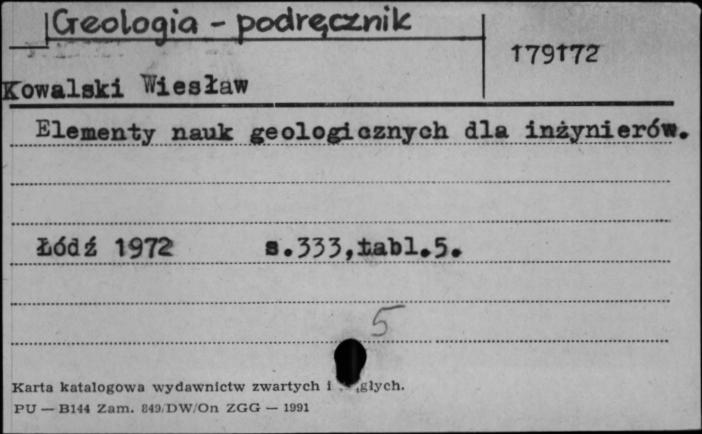 Geologia - podręcznik
179172
Kowalski Wiesław
Elementy nauk geologicznych dla inżynierów.
Łódź 1972 s.333,tabl.5.
5
Karta katalogowa wydawnictw zwartych i
PU — B144 Zam. 849/DW/On ZGG — 1991